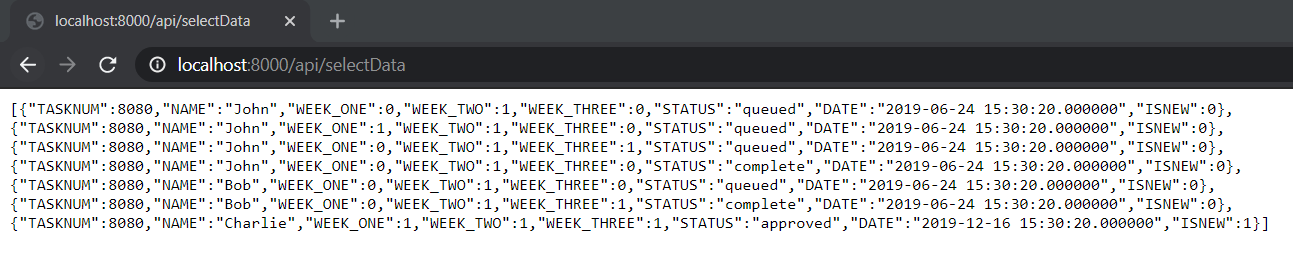 localhost:8000/api/selectData
localhost:8000/api/selectData
[{"TASKNUM":8080,"NAME":"John","WEEK_ONE":0,"WEEK_TWO":1,"WEEK_THREE":0,"STATUS":"queued","DATE":"2019-06-24 15:30:20.000000","ISNEW":0},
{"TASKNUM":8080,"NAME":"John","WEEK_ONE":1,"WEEK_TWO":1,"WEEK_THREE":0,"STATUS":"queued","DATE":"2019-06-24 15:30:20.000000","ISNEW":0},
{"TASKNUM":8080,"NAME":"John","WEEK_ONE":0,"WEEK_TWO":1,"WEEK_THREE":1,"STATUS":"queued","DATE":"2019-06-24 15:30:20.000000","ISNEW":0},
{"TASKNUM":8080,"NAME":"John","WEEK_ONE":0,"WEEK_TWO":1,"WEEK_THREE":0,"STATUS":"complete","DATE":"2019-06-24 15:30:20.000000","ISNEW":0},
{"TASKNUM":8080,"NAME":"Bob","WEEK_ONE":0,"WEEK_TWO":1,"WEEK_THREE":0,"STATUS":"queued","DATE":"2019-06-24 15:30:20.000000","ISNEW":0},
{"TASKNUM":8080,"NAME":"Bob","WEEK_ONE":0,"WEEK_TWO":1,"WEEK_THREE":1,"STATUS":"complete","DATE":"2019-06-24 15:30:20.000000","ISNEW":0},
{"TASKNUM":8080,"NAME":"Charlie","WEEK_ONE":1,"WEEK_TWO":1,"WEEK_THREE":1,"STATUS":"approved","DATE":"2019-12-16 15:30:20.000000","ISNEW":1}]